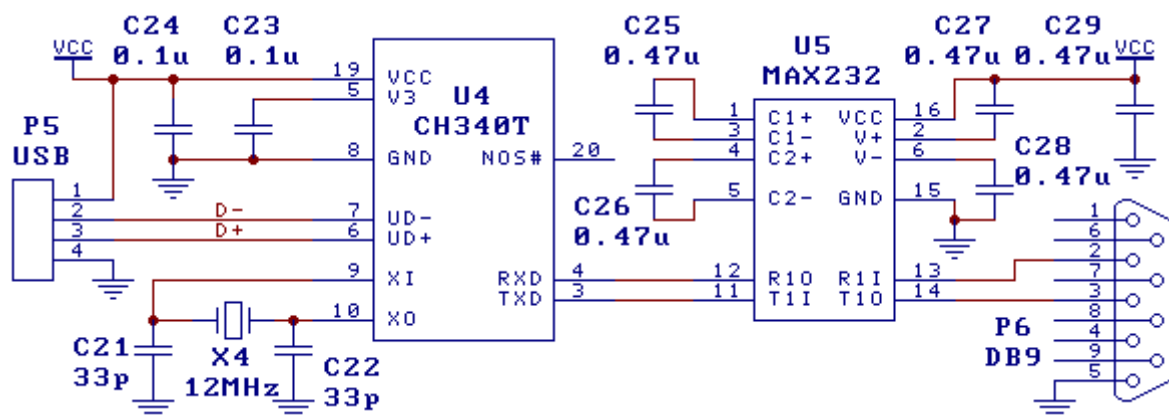 C24
0.1u
C23
0.1u
VCC
P5
USB
1
2
3
4
D-
D+
19
5
8
7
6
9
10
VCC
V3
GND
UD-
UD+
XI
XO
U4
CH340T
NOS#
20
RXD
TXD
4
3
C21
33p
X4
12MHz
C22
33p
C25
0.47u
C26
0.47u
U5
MAX232
1
3
4
5
12
11
C1+
C1-
C2+
C2-
R1O
T1I
VCC
V+
V-
GND
R1I
T1O
16
2
6
15
13
14
C27
0.47u
C29
0.47u
VCC
C28
0.47u
P6
DB9
1
6
2
7
3
8
4
9
5